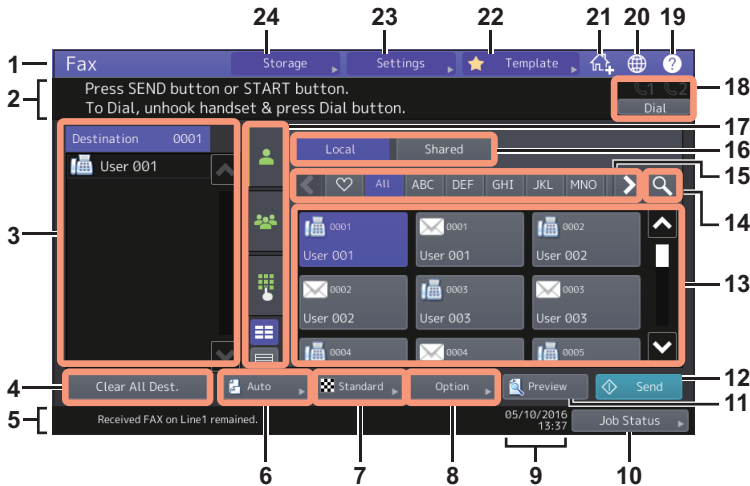 24 23 22 21 20 19
1 Fax Storage Settings Template ?
2 Press SEND button or START button.
To Dial, unhook handset & press Dial button.
1 2 18
Dial
17
Destination 0001
Local Shared 16
User 001
All ABC DEF GHI JKL MNO 15
14
3
0001 0001 0002
User 001 User 001 User 002
13
0002 0003 0003
User 002 User 003 User 003
0004 0004 0005
4 Clear All Dest. Auto Standard Option Preview Send 12
11
5 Received FAX on Line1 remained. 05/10/2016
13:37 Job Status
6 7 8 9 10